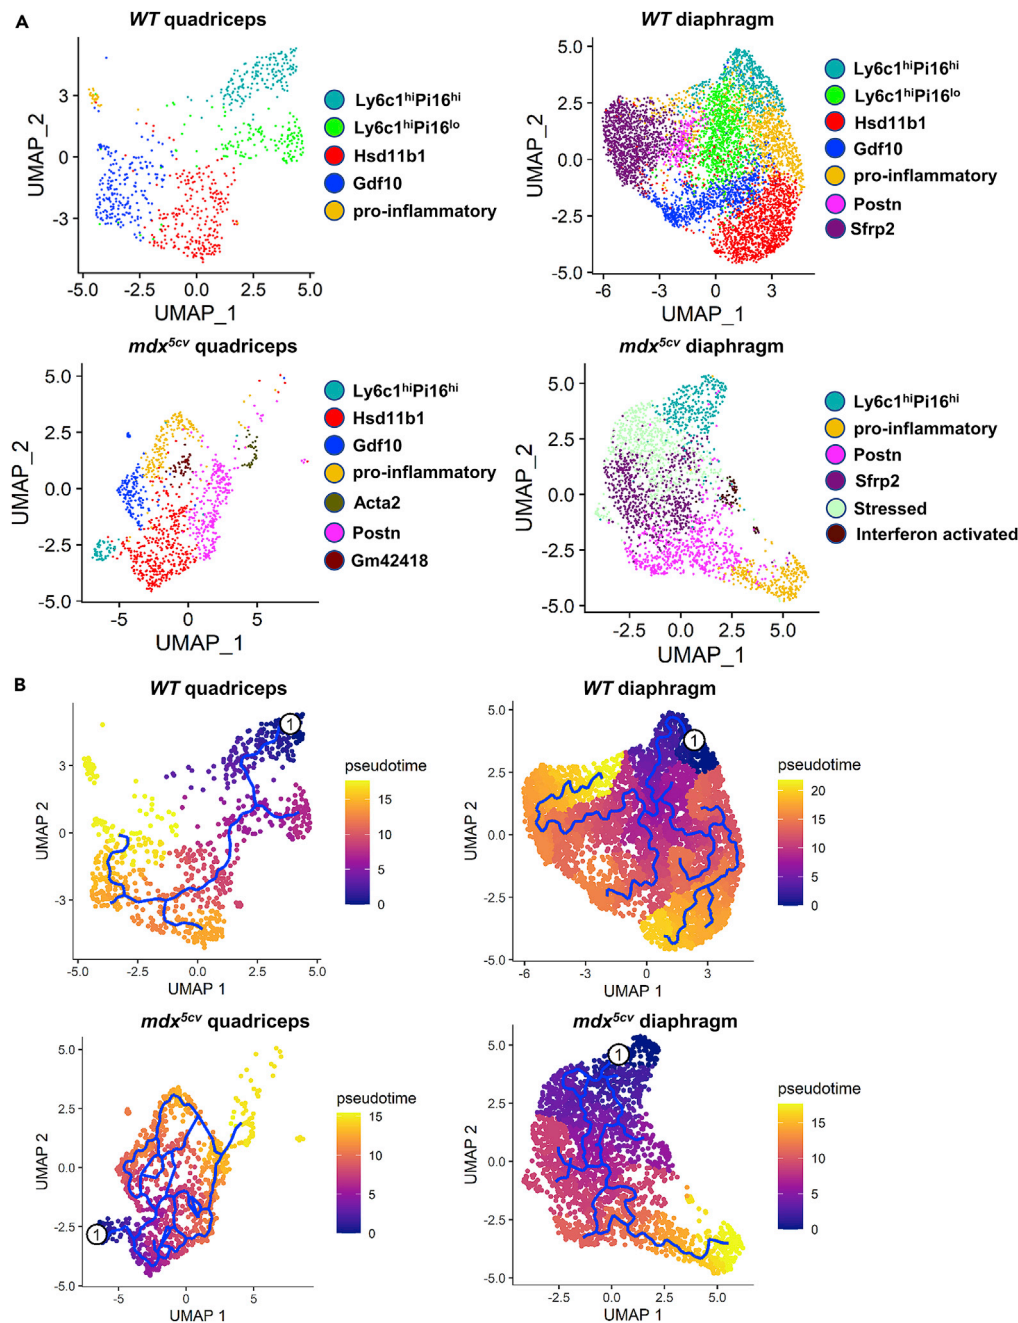 A
WT quadriceps
UMAP_2
3
0
-3
-5.0
-2.5
0.0
2.5
5.0
UMAP_1
Ly6c1hiPi16hi
Ly6c1hiPi16lo
Hsd11b1
Gdf10
pro-inflammatory
WT diaphragm
UMAP_2
5.0
2.5
0.0
-2.5
-5.0
-6
-3
0
3
UMAP_1
Ly6c1hiPi16hi
Ly6c1hiPi16lo
Hsd11b1
Gdf10
pro-inflammatory
Postn
Sfrp2
mdx5cv quadriceps
UMAP_2
5.0
2.5
0.0
-2.5
-5.0
-5
0
5
UMAP_1
Ly6c1hiPi16hi
Hsd11b1
Gdf10
pro-inflammatory
Acta2
Postn
Gm42418
mdx5cv diaphragm
UMAP_2
5.0
2.5
0.0
-2.5
-5.0
-2.5
0.0
2.5
5.0
UMAP_1
Ly6c1hiPi16hi
pro-inflammatory
Postn
Sfrp2
Stressed
Interferon activated
B
WT quadriceps
UMAP 2
3
0
-3
-5.0
-2.5
0.0
2.5
5.0
UMAP 1
1
pseudotime
15
10
5
0
WT diaphragm
UMAP 2
5.0
2.5
0.0
-2.5
-5.0
-6
-3
0
3
UMAP 1
1
pseudotime
20
15
10
5
0
mdx5cv quadriceps
UMAP 2
5.0
2.5
0.0
-2.5
-5.0
-5
0
5
UMAP 1
1
pseudotime
15
10
5
0
mdx5cv diaphragm
UMAP 2
5.0
2.5
0.0
-2.5
-5.0
-2.5
0.0
2.5
5.0
UMAP 1
1
pseudotime
15
10
5
0